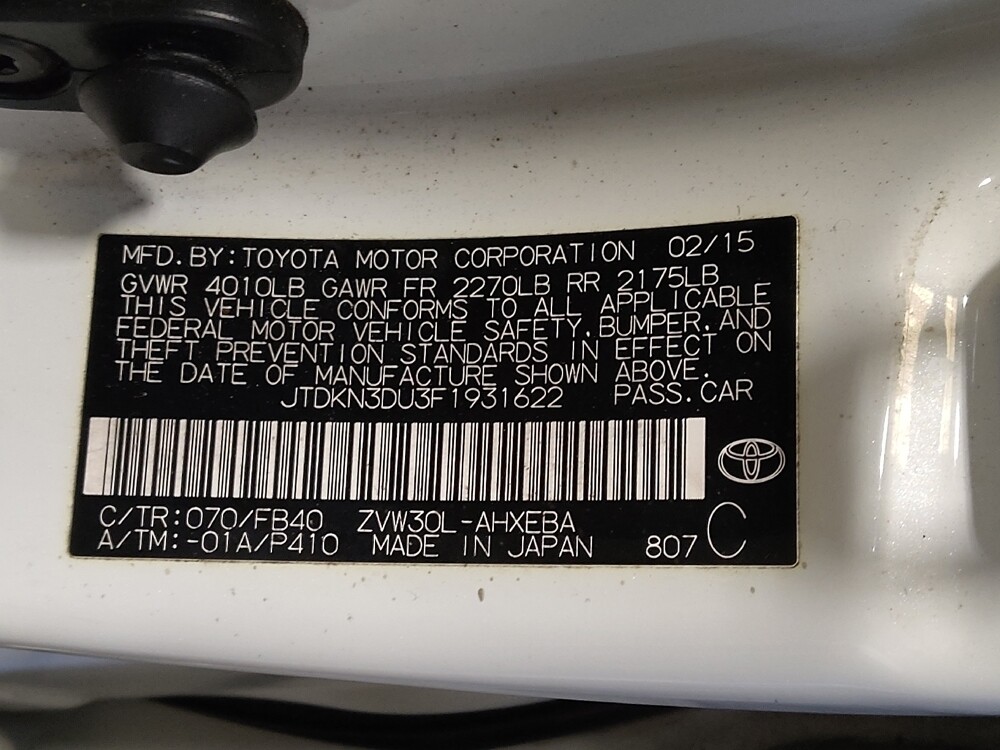 MFD.BY:TOYOTA MOTOR CORPORATION 02/15
GVWR 4010LB GAWR FR 2270LB RR 2175LB
THIS VEHICLE CONFORMS TO ALL APPLICABLE
FEDERAL MOTOR VEHICLE SAFETY,BUMPER,AND
THEFT PREVENTION STANDARDS IN EFFECT ON
THE DATE OF MANUFACTURE SHOWN ABOVE.
JTDKN3DU3F1931622 PASS.CAR
C/TR:070/FB40 ZVW30L-AHXEBA
A/TM:-01A/P410 MADE IN JAPAN 807 C